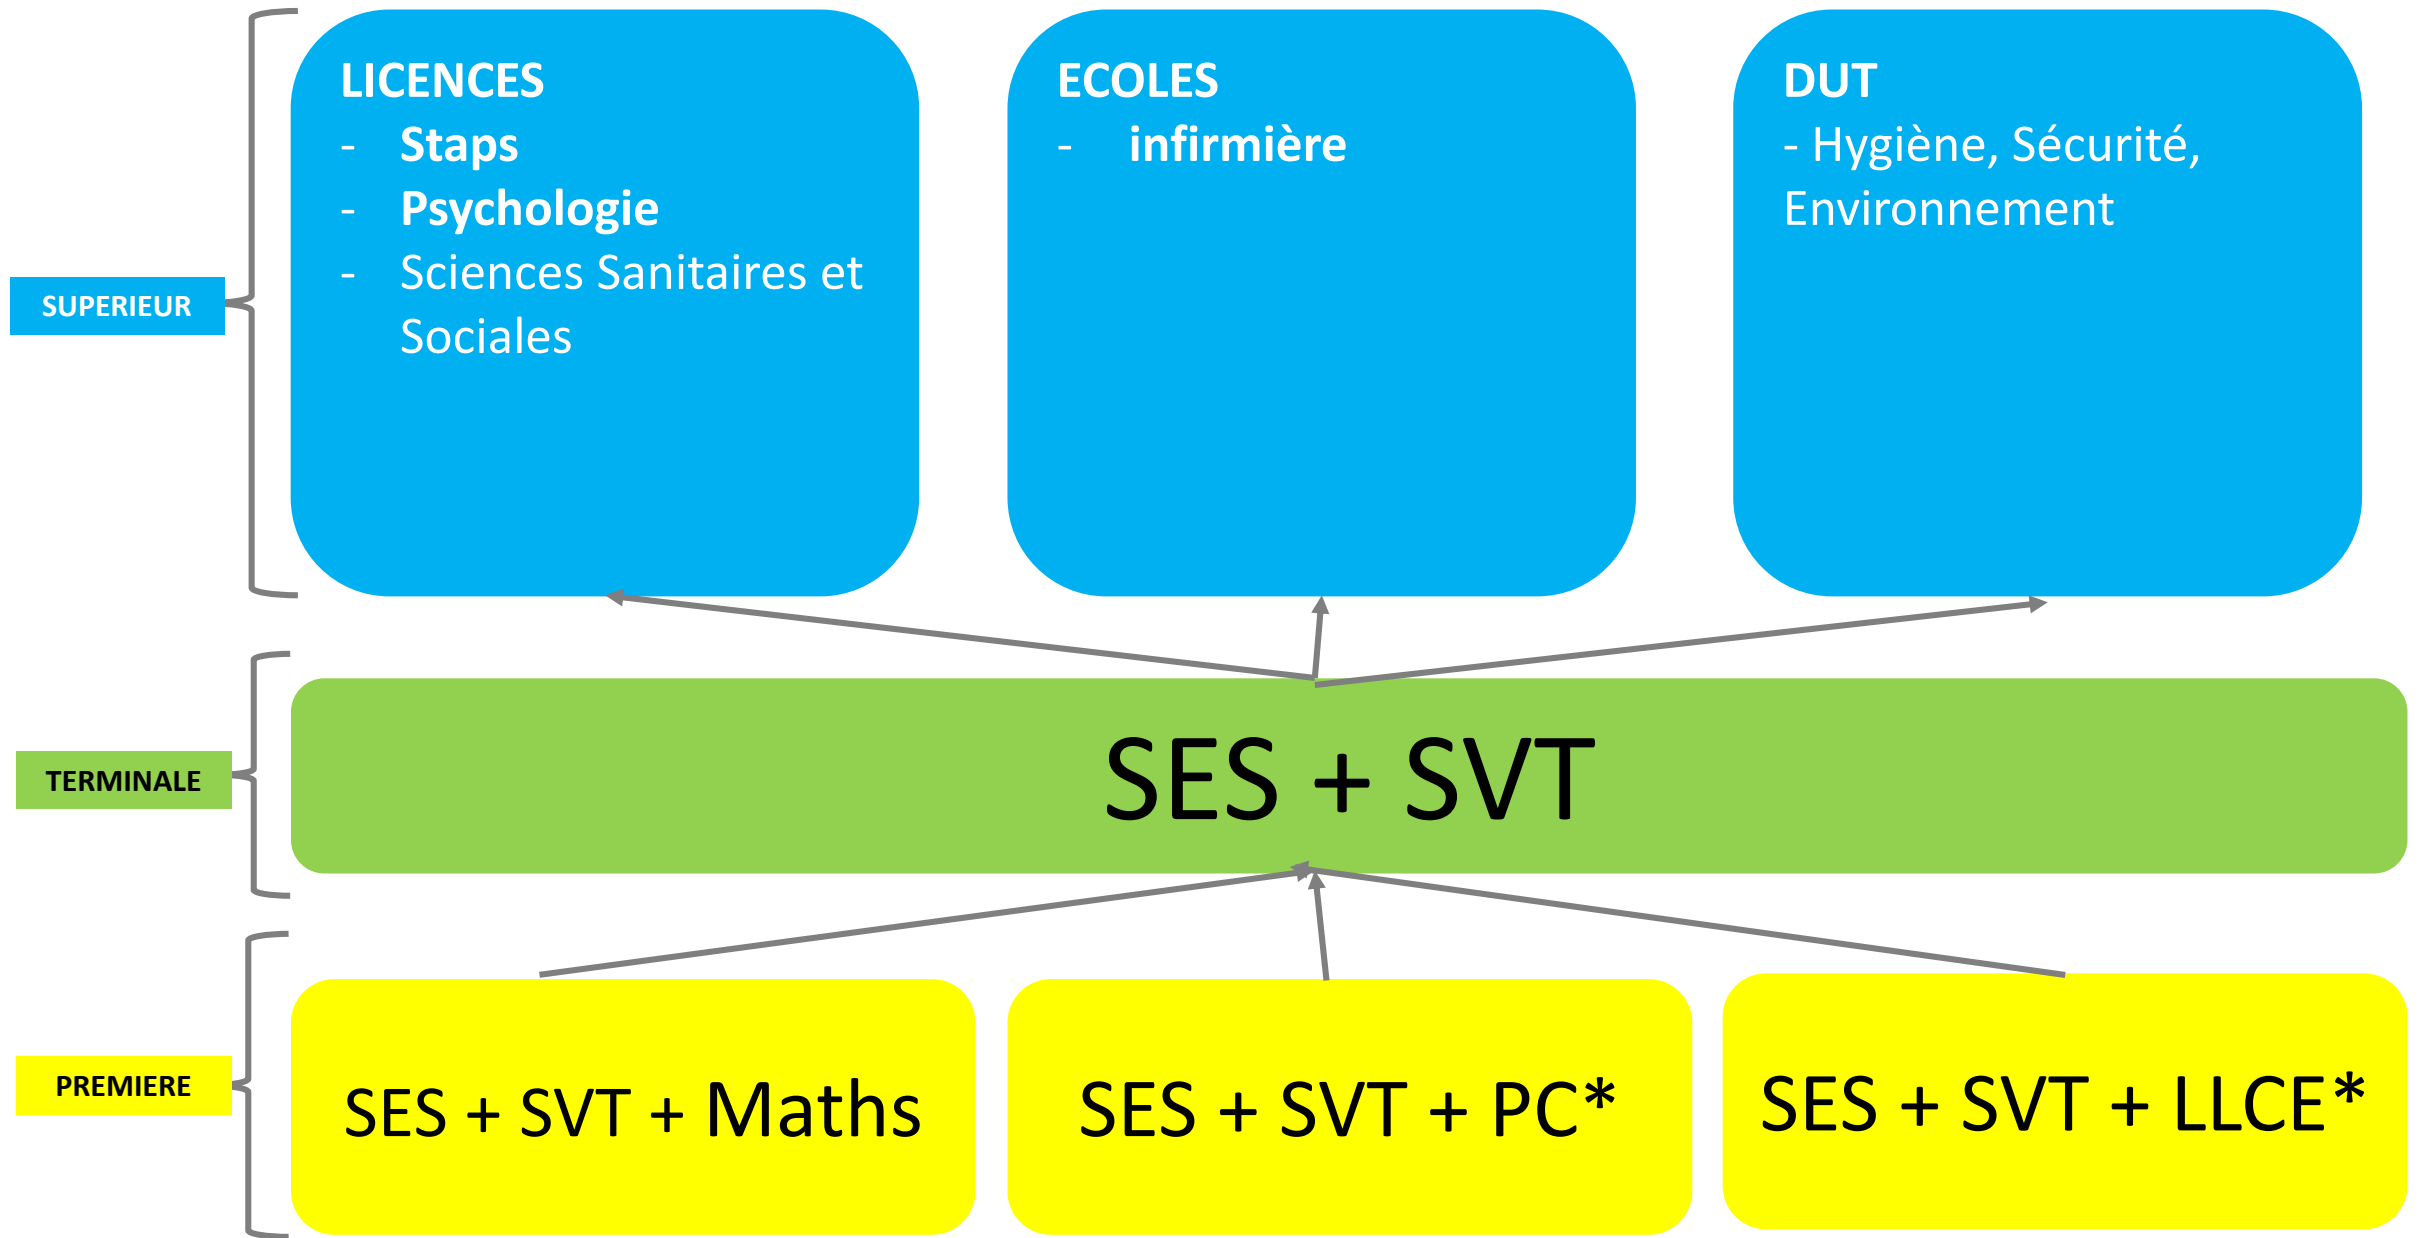 LICENCES
- Staps
- Psychologie
- Sciences Sanitaires et
Sociales
ECOLES
- infirmière
DUT
- Hygiène, Sécurité,
Environnement
SUPERIEUR
TERMINALE
SES + SVT
PREMIERE
SES + SVT + Maths
SES + SVT + PC*
SES + SVT + LLCE*